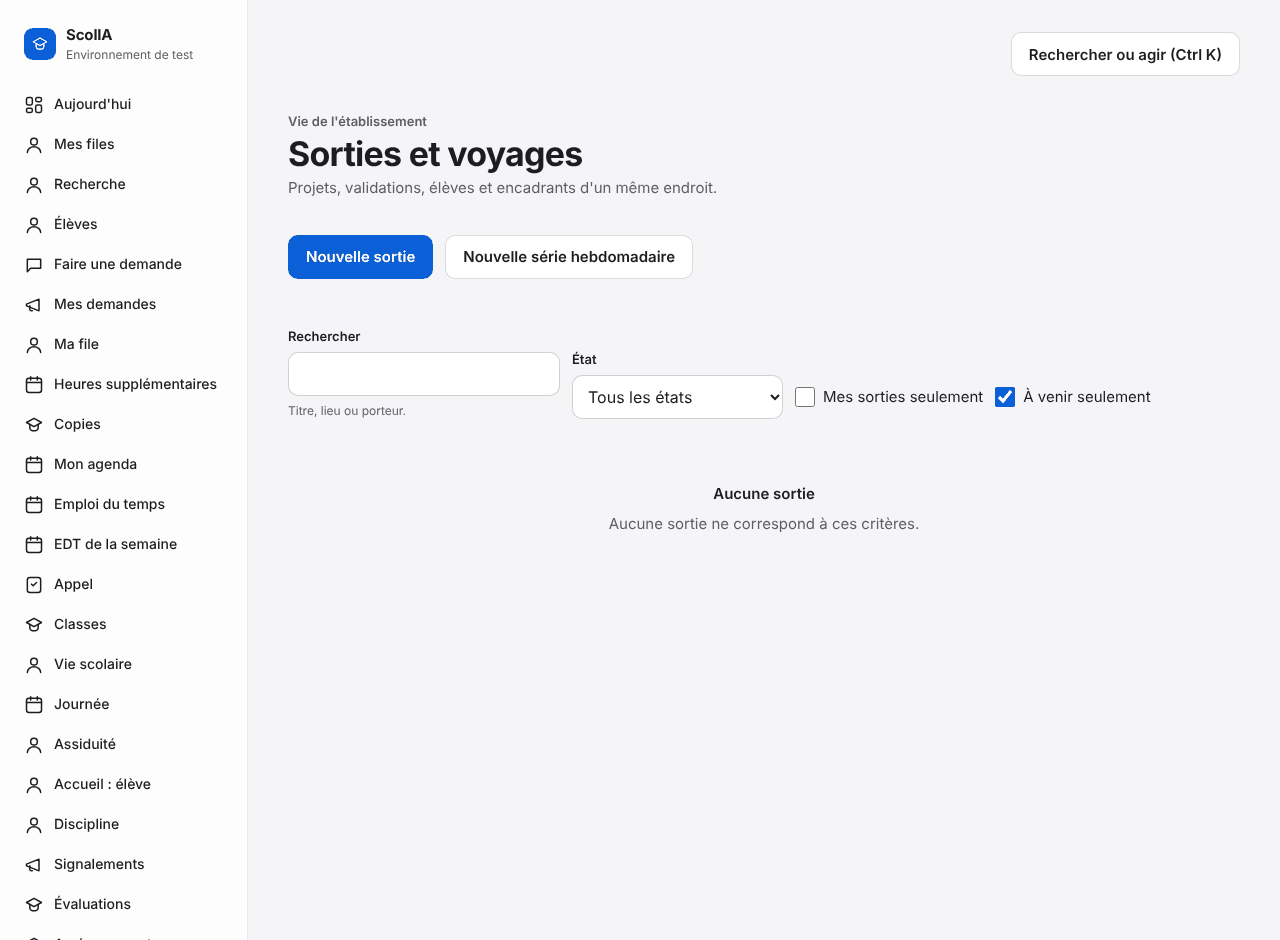 ScolIA
Environnement de test
Aujourd'hui
Mes files
Recherche
Élèves
Faire une demande
Mes demandes
Ma file
Heures supplémentaires
Copies
Mon agenda
Emploi du temps
EDT de la semaine
Appel
Classes
Vie scolaire
Journée
Assiduité
Accueil : élève
Discipline
Signalements
Évaluations
Rechercher ou agir (Ctrl K)
Vie de l'établissement
Sorties et voyages
Projets, validations, élèves et encadrants d'un même endroit.
Nouvelle sortie
Nouvelle série hebdomadaire
Rechercher
Titre, lieu ou porteur.
État
Tous les états
Mes sorties seulement
À venir seulement
Aucune sortie
Aucune sortie ne correspond à ces critères.